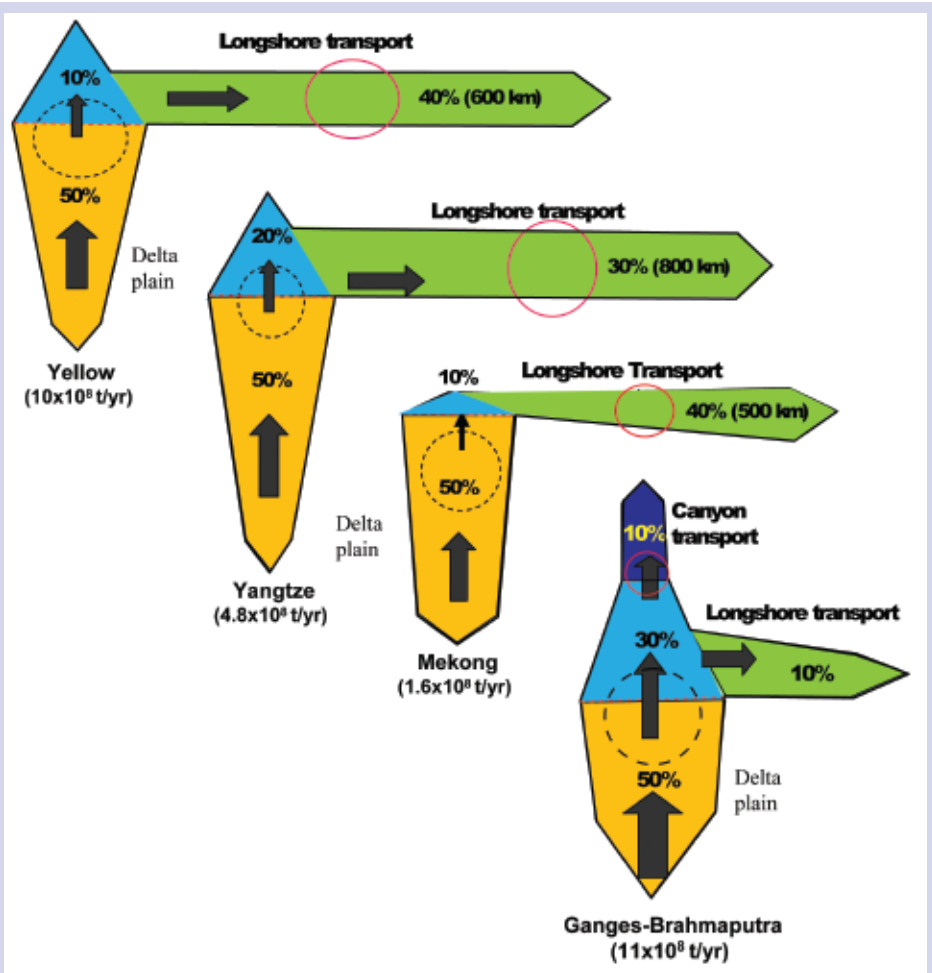 Longshore transport
10%
40% (600 km)
50%
Delta
plain
Yellow
(10x10⁸ t/yr)
Longshore transport
20%
30% (800 km)
50%
Yangtze
(4.8x10⁸ t/yr)
Longshore Transport
10%
40% (500 km)
50%
Delta
plain
Mekong
(1.6x10⁸ t/yr)
Canyon
transport
10%
Longshore transport
30%
10%
50%
Delta
plain
Ganges-Brahmaputra
(11x10⁸ t/yr)